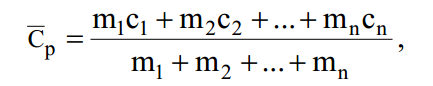 C̅ₚ = (m₁c₁ + m₂c₂ + ... + mₙcₙ) / (m₁ + m₂ + ... + mₙ) ,